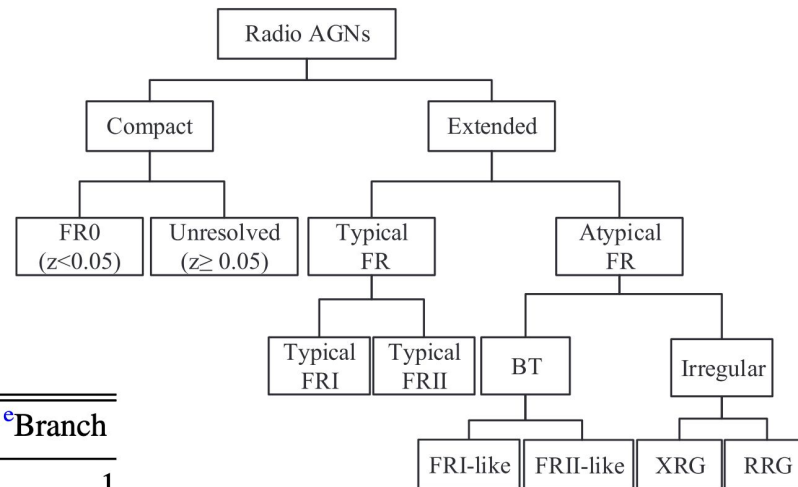 Radio AGNs
Compact
Extended
FR0
(z<0.05)
Unresolved
(z≥ 0.05)
Typical
FR
Atypical
FR
Typical
FRI
Typical
FRII
BT
Irregular
FRI-like
FRII-like
XRG
RRG
eBranch
1